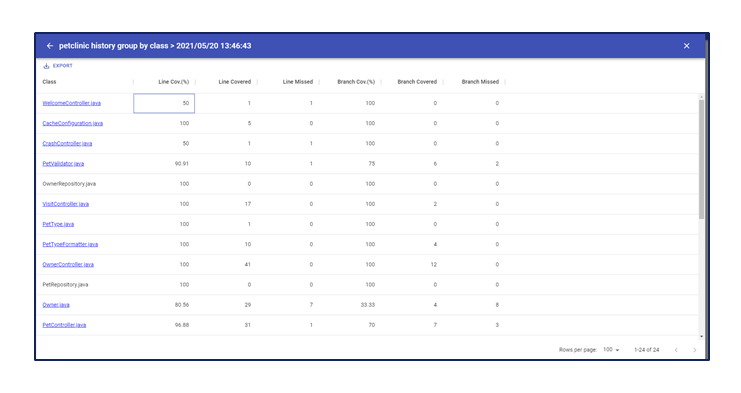 petclinic history group by class > 2021/05/20 13:46:43
EXPORT
Class Line Cov.(%) Line Covered Line Missed Branch Cov.(%) Branch Covered Branch Missed
WelcomeController.java 50 1 1 100 0 0
CacheConfiguration.java 100 5 0 100 0 0
CrashController.java 50 1 1 100 0 0
PetValidator.java 90.91 10 1 75 6 2
OwnerRepository.java 100 0 0 100 0 0
VisitController.java 100 17 0 100 2 0
PetType.java 100 1 0 100 0 0
PetTypeFormatter.java 100 10 0 100 4 0
OwnerController.java 100 41 0 100 12 0
PetRepository.java 100 0 0 100 0 0
Owner.java 80.56 29 7 33.33 4 8
PetController.java 96.88 31 1 70 7 3
Rows per page: 100 1-24 of 24